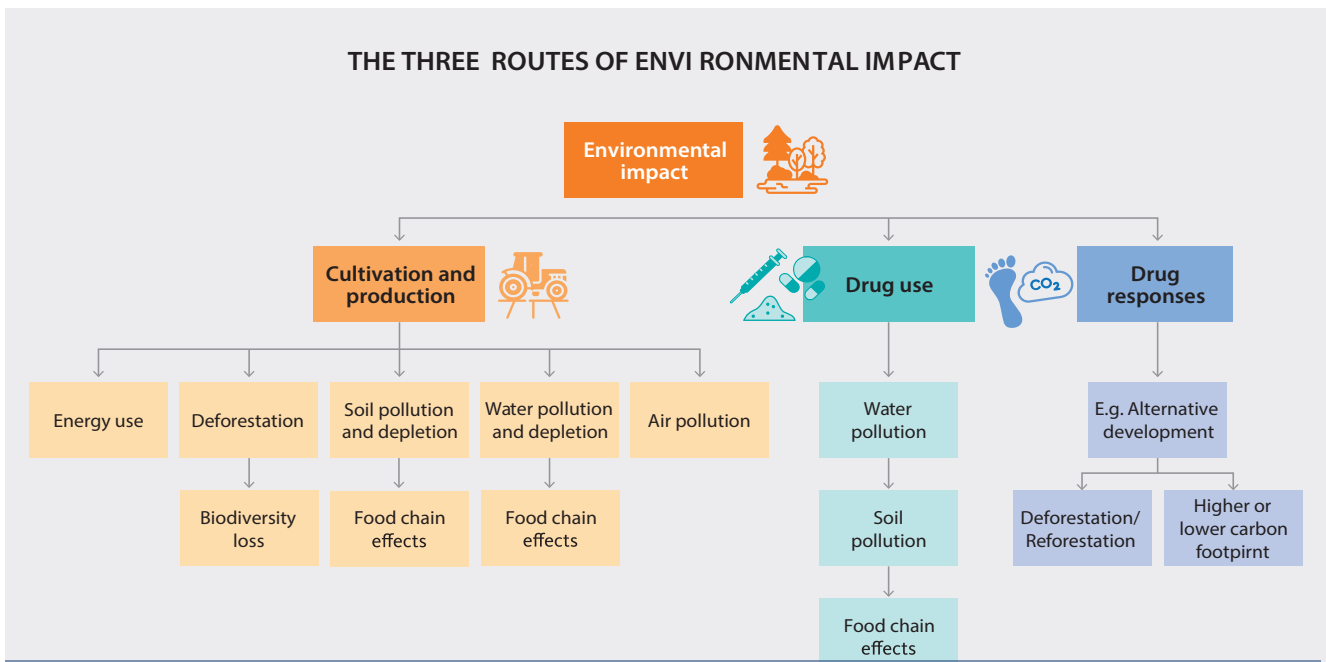 THE THREE ROUTES OF ENVI RONMENTAL IMPACT
Environmental
impact
Cultivation and
production
Drug use
CO2
Drug
responses
Energy use
Deforestation
Soil pollution
and depletion
Water pollution
and depletion
Air pollution
Water
pollution
E.g. Alternative
development
Biodiversity
loss
Food chain
effects
Food chain
effects
Soil
pollution
Deforestation/
Reforestation
Higher or
lower carbon
footpirnt
Food chain
effects